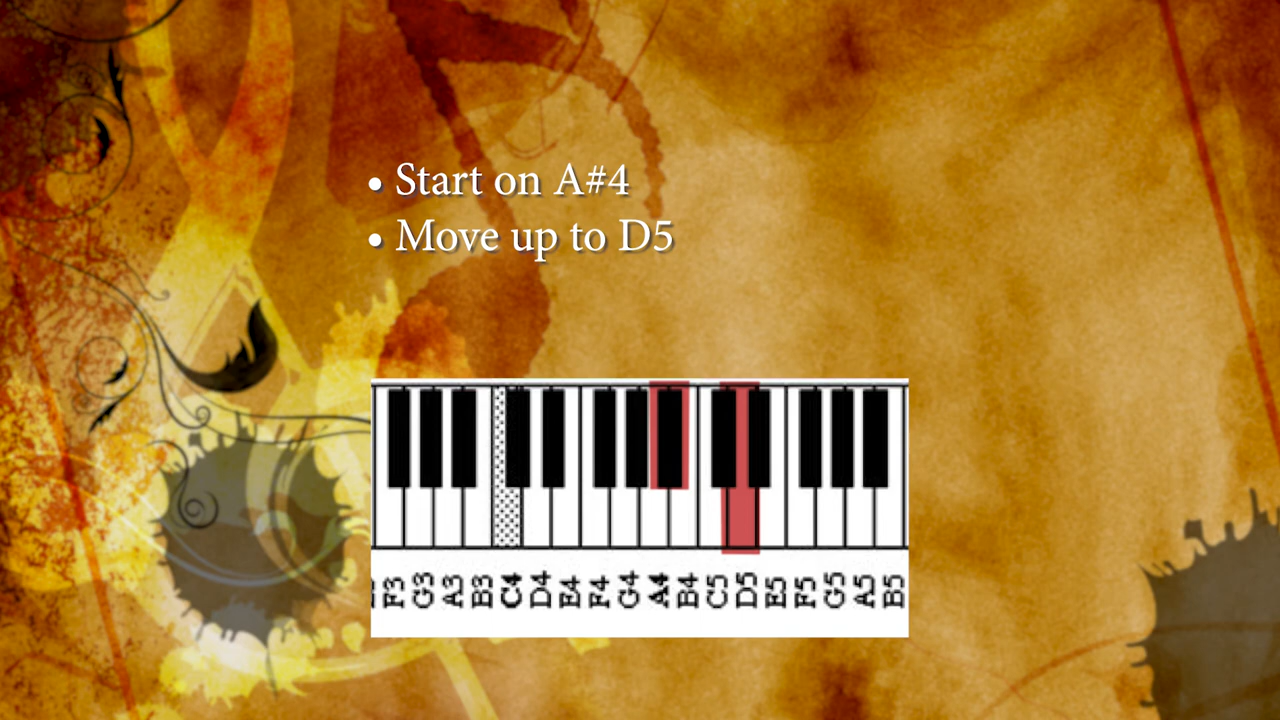 • Start on A#4
• Move up to D5
F3 G3 A3 B3 C4 D4 E4 F4 G4 A4 B4 C5 D5 E5 F5 G5 A5 B5